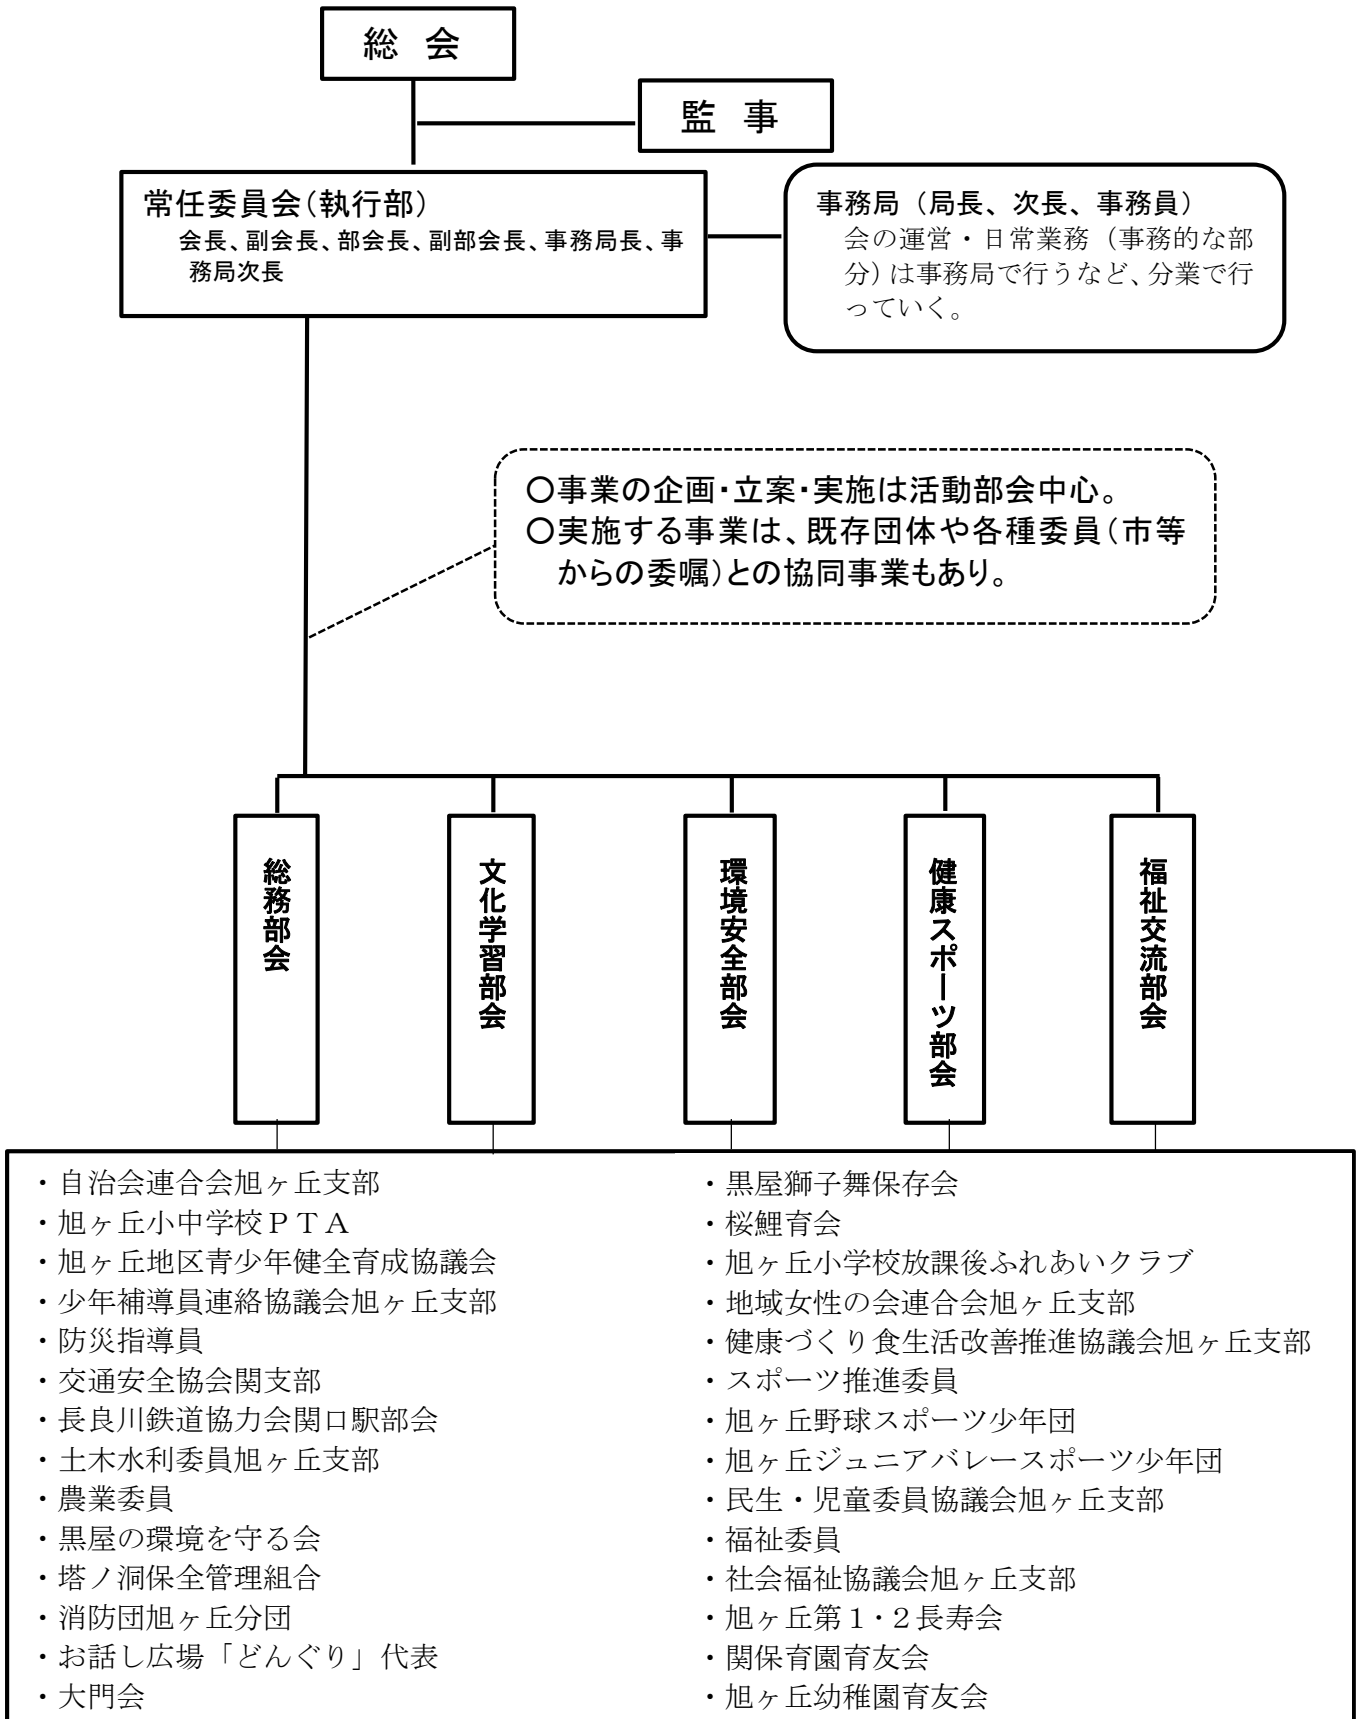 総 会
監 事
常任委員会(執行部)
会長、副会長、部会長、副部会長、事務局長、事
務局次長
事務局（局長、次長、事務員）
会の運営・日常業務（事務的な部
分）は事務局で行うなど、分業で行
っていく。
○事業の企画・立案・実施は活動部会中心。
○実施する事業は、既存団体や各種委員(市等
からの委嘱)との協同事業もあり。
総務部会
文化学習部会
環境安全部会
健康スポーツ部会
福祉交流部会
・自治会連合会旭ヶ丘支部
・旭ヶ丘小中学校ＰＴＡ
・旭ヶ丘地区青少年健全育成協議会
・少年補導員連絡協議会旭ヶ丘支部
・防災指導員
・交通安全協会関支部
・長良川鉄道協力会関口駅部会
・土木水利委員旭ヶ丘支部
・農業委員
・黒屋の環境を守る会
・塔ノ洞保全管理組合
・消防団旭ヶ丘分団
・お話し広場「どんぐり」代表
・大門会
・黒屋獅子舞保存会
・桜鯉育会
・旭ヶ丘小学校放課後ふれあいクラブ
・地域女性の会連合会旭ヶ丘支部
・健康づくり食生活改善推進協議会旭ヶ丘支部
・スポーツ推進委員
・旭ヶ丘野球スポーツ少年団
・旭ヶ丘ジュニアバレースポーツ少年団
・民生・児童委員協議会旭ヶ丘支部
・福祉委員
・社会福祉協議会旭ヶ丘支部
・旭ヶ丘第１・２長寿会
・関保育園育友会
・旭ヶ丘幼稚園育友会